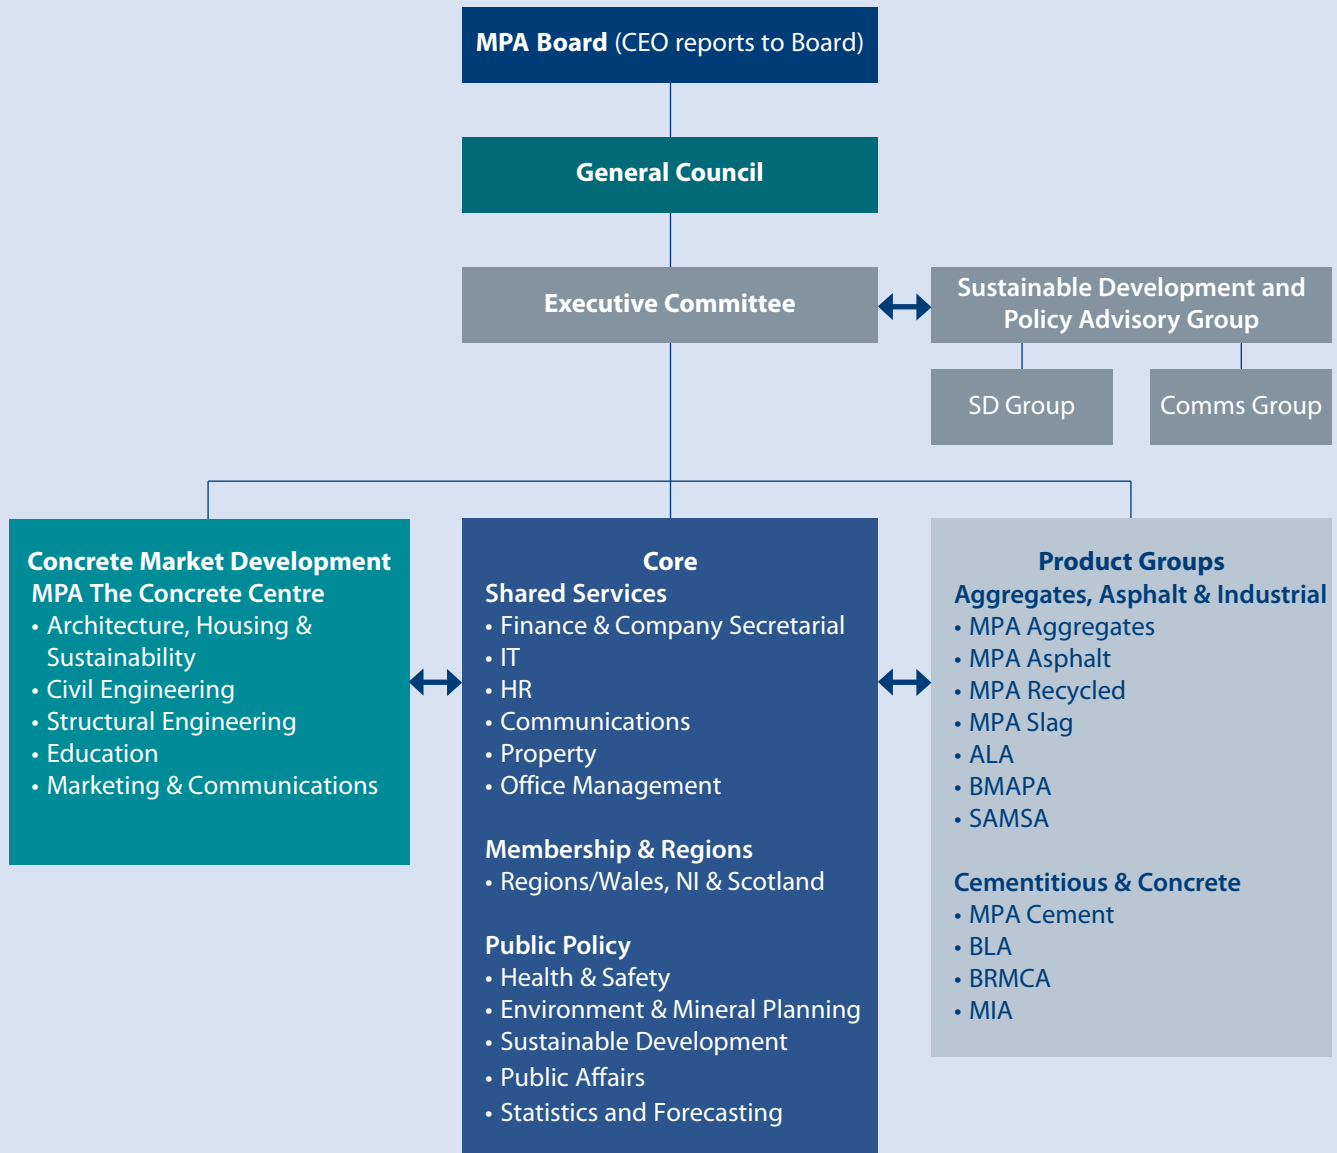 MPA Board (CEO reports to Board)
General Council
Executive Committee
Sustainable Development and
Policy Advisory Group
SD Group
Comms Group
Concrete Market Development
MPA The Concrete Centre
• Architecture, Housing &
Sustainability
• Civil Engineering
• Structural Engineering
• Education
• Marketing & Communications
Core
Shared Services
• Finance & Company Secretarial
• IT
• HR
• Communications
• Property
• Office Management
Membership & Regions
• Regions/Wales, NI & Scotland
Public Policy
• Health & Safety
• Environment & Mineral Planning
• Sustainable Development
• Public Affairs
• Statistics and Forecasting
Product Groups
Aggregates, Asphalt & Industrial
• MPA Aggregates
• MPA Asphalt
• MPA Recycled
• MPA Slag
• ALA
• BMAPA
• SAMSA
Cementitious & Concrete
• MPA Cement
• BLA
• BRMCA
• MIA